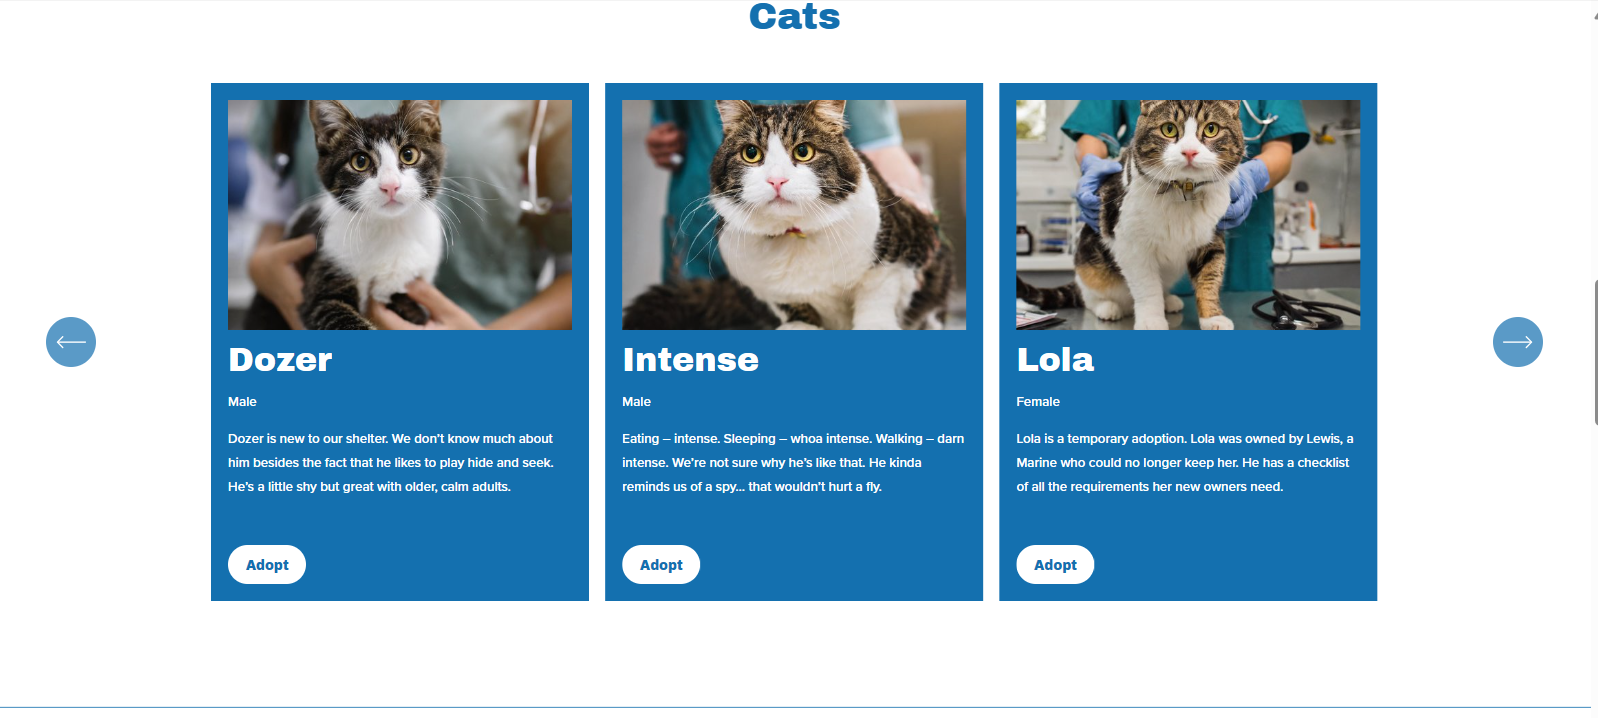 Cats
Dozer
Male
Dozer is new to our shelter. We don't know much about
him besides the fact that he likes to play hide and seek.
He's a little shy but great with older, calm adults.
Adopt
Intense
Male
Eating – intense. Sleeping – whoa intense. Walking – darn
intense. We're not sure why he's like that. He kinda
reminds us of a spy... that wouldn't hurt a fly.
Adopt
Lola
Female
Lola is a temporary adoption. Lola was owned by Lewis, a
Marine who could no longer keep her. He has a checklist
of all the requirements her new owners need.
Adopt